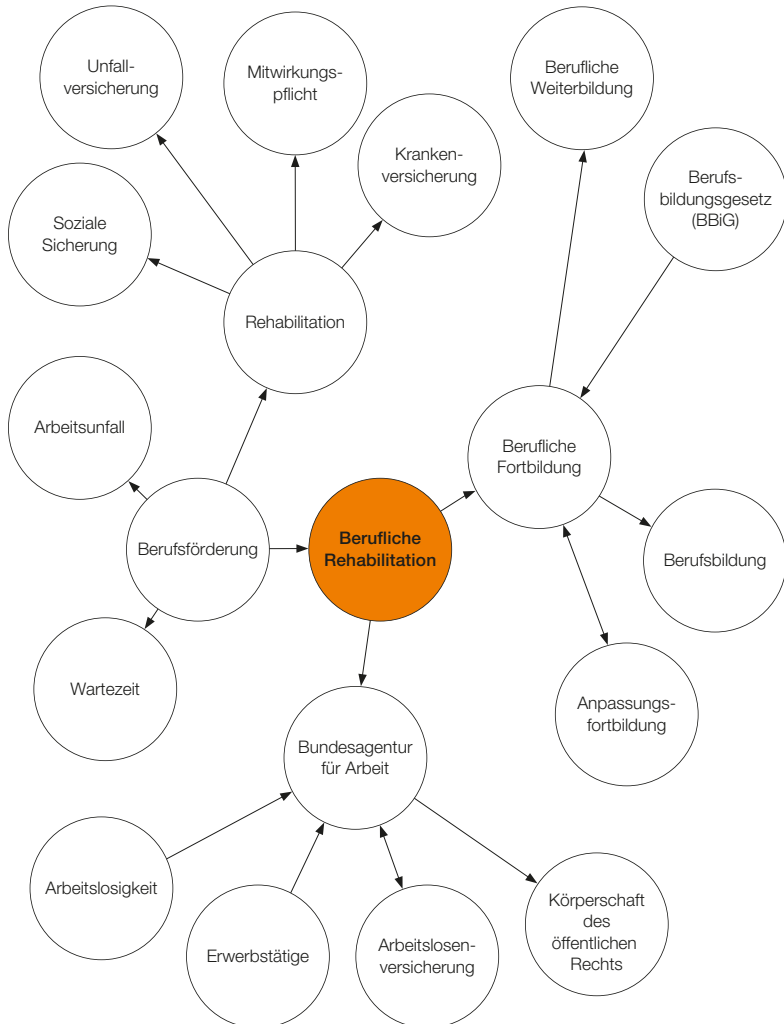 Unfall-
versicherung
Mitwirkungs-
pflicht
Berufliche
Weiterbildung
Kranken-
versicherung
Berufs-
bildungsgesetz
(BBiG)
Soziale
Sicherung
Rehabilitation
Arbeitsunfall
Berufliche
Fortbildung
Berufsförderung
Berufliche
Rehabilitation
Berufsbildung
Wartezeit
Anpassungs-
fortbildung
Bundesagentur
für Arbeit
Arbeitslosigkeit
Erwerbstätige
Arbeitslosen-
versicherung
Körperschaft
des
öffentlichen
Rechts